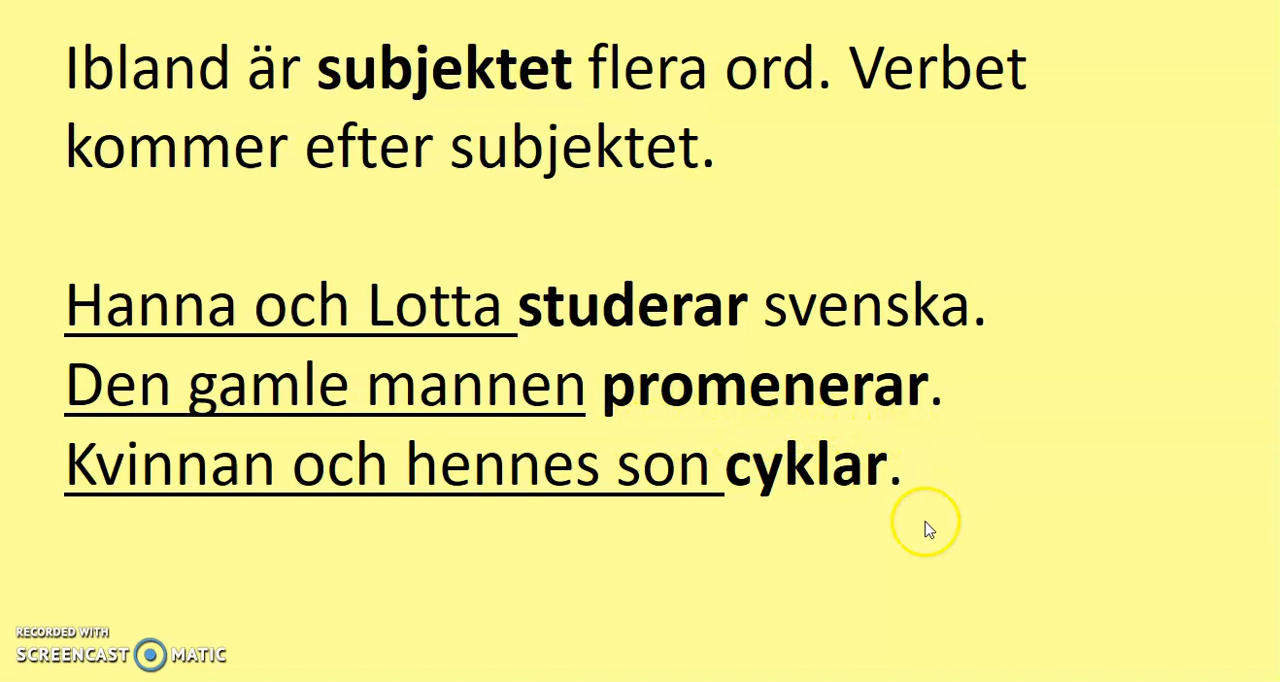 Ibland är subjektet flera ord. Verbet
kommer efter subjektet.
Hanna och Lotta studerar svenska.
Den gamle mannen promenerar.
Kvinnan och hennes son cyklar.
RECORDED WITH
SCREENCAST MATIC